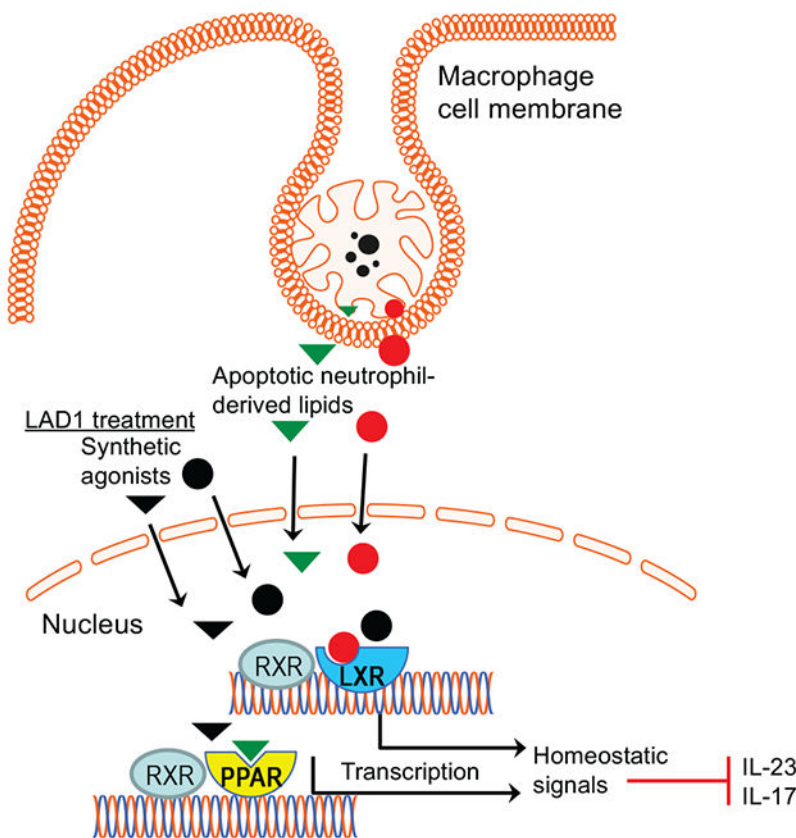 Macrophage
cell membrane
Apoptotic neutrophil-
derived lipids
LAD1 treatment
Synthetic
agonists
Nucleus
RXR
LXR
RXR
PPAR
Transcription
Homeostatic
signals
IL-23
IL-17